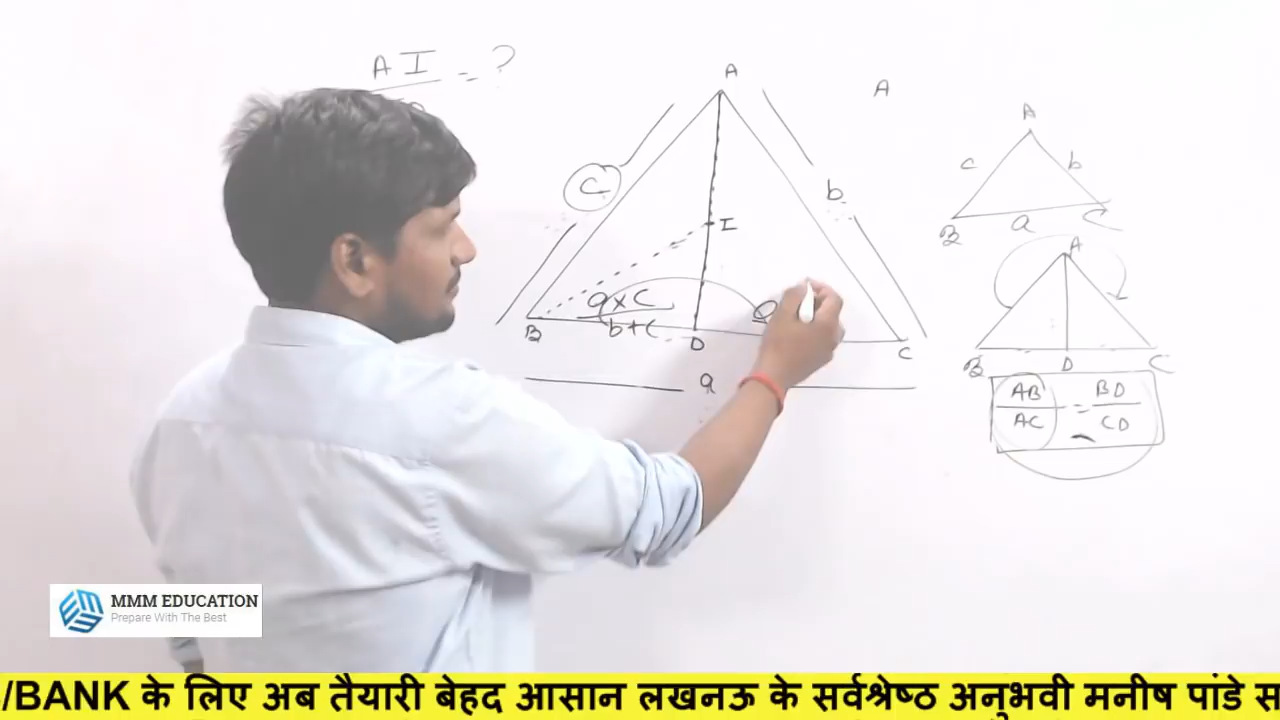 A I = ?
A
c
b
I
a × c
b + c
B
D
C
a
A
A
c
b
B
a
C
A
B
D
C
AB = BD
AC CD
MMM EDUCATION
Prepare With The Best
/BANK के लिए अब तैयारी बेहद आसान लखनऊ के सर्वश्रेष्ठ अनुभवी मनीष पांडे स